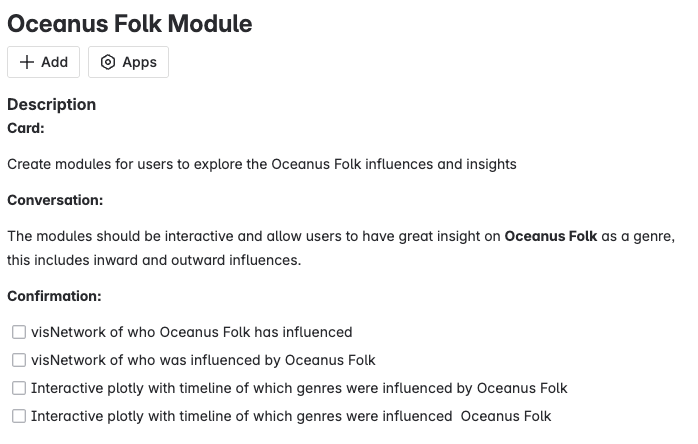 Oceanus Folk Module
Add
Apps
Description
Card:
Create modules for users to explore the Oceanus Folk influences and insights
Conversation:
The modules should be interactive and allow users to have great insight on Oceanus Folk as a genre,
this includes inward and outward influences.
Confirmation:
visNetwork of who Oceanus Folk has influenced
visNetwork of who was influenced by Oceanus Folk
Interactive plotly with timeline of which genres were influenced by Oceanus Folk
Interactive plotly with timeline of which genres were influenced  Oceanus Folk